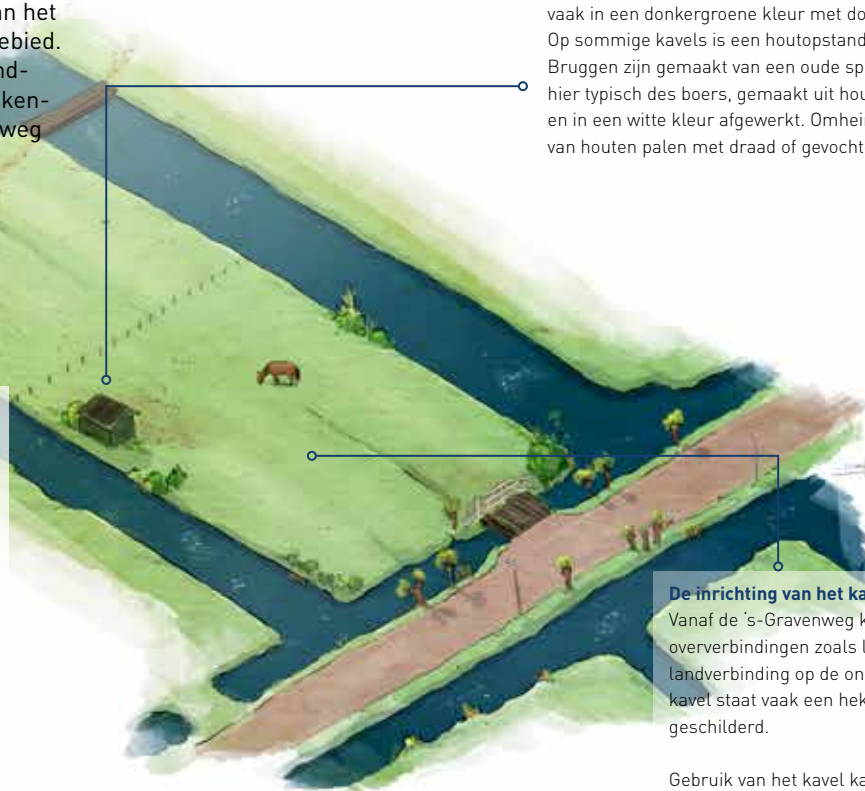 an het
ebied.
nd-
ken-
weg
vaak in een donkergroene kleur met do
Op sommige kavels is een houtopstand
Bruggen zijn gemaakt van een oude sp
hier typisch des boers, gemaakt uit hou
en in een witte kleur afgewerkt. Omhei
van houten palen met draad of gevocht
De inrichting van het ka
Vanaf de 's-Gravenweg k
oververbindingen zoals l
landverbinding op de on
kavel staat vaak een hek
geschilderd.
Gebruik van het kavel ka